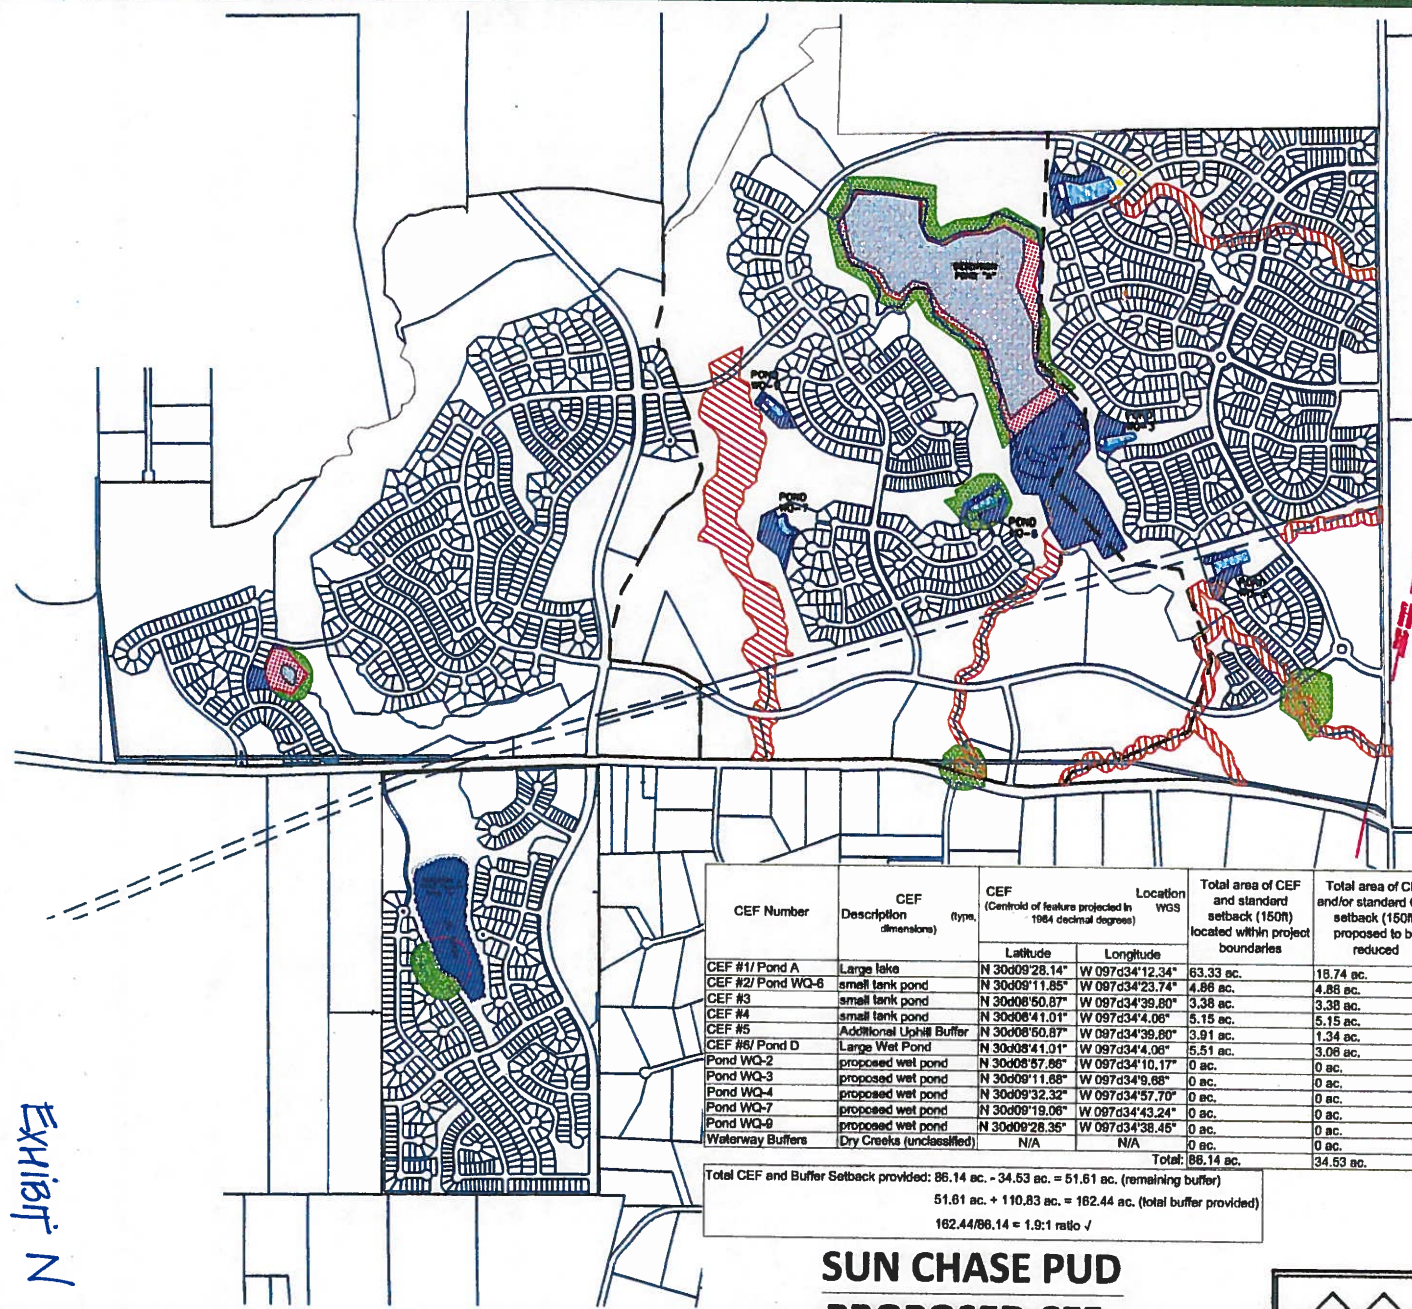 POND "A"
POND
WQ-9
POND
WQ-3
POND
WQ-7
POND
WQ-6
POND
CEF Number
CEF
Description (type,
dimensions)
CEF Location
(Centroid of feature projected in WGS
1984 decimal degrees)
Latitude Longitude
Total area of CEF
and standard
setback (150ft)
located within project
boundaries
Total area of
and/or standard
setback
proposed to
reduced
CEF #1/ Pond A Large lake N 30d09'28.14" W 097d34'12.34" 63.33 ac. 16.74 ac.
CEF #2/ Pond WQ-6 small tank pond N 30d09'11.85" W 097d34'23.74" 4.86 ac. 4.86 ac.
CEF #3 small tank pond N 30d08'50.87" W 097d34'39.80" 3.38 ac. 3.38 ac.
CEF #4 small tank pond N 30d08'41.01" W 097d34'4.06" 5.15 ac. 5.15 ac.
CEF #5 Additional Uphill Buffer N 30d08'50.87" W 097d34'39.80" 3.91 ac. 1.34 ac.
CEF #6/ Pond D Large Wet Pond N 30d08'41.01" W 097d34'4.06" 5.51 ac. 3.06 ac.
Pond WQ-2 proposed wet pond N 30d08'57.86" W 097d34'10.17" 0 ac. 0 ac.
Pond WQ-3 proposed wet pond N 30d09'11.68" W 097d34'9.68" 0 ac. 0 ac.
Pond WQ-4 proposed wet pond N 30d09'32.32" W 097d34'57.70" 0 ac. 0 ac.
Pond WQ-7 proposed wet pond N 30d09'19.06" W 097d34'43.24" 0 ac. 0 ac.
Pond WQ-9 proposed wet pond N 30d09'28.35" W 097d34'38.45" 0 ac. 0 ac.
Waterway Buffers Dry Creeks (unclassified) N/A N/A 0 ac. 0 ac.
Total: 86.14 ac. 34.53 ac.
Total CEF and Buffer Setback provided: 86.14 ac. - 34.53 ac. = 51.61 ac. (remaining buffer)
51.61 ac. + 110.83 ac. = 162.44 ac. (total buffer provided)
162.44/86.14 = 1.9:1 ratio √
SUN CHASE PUD
PROPOSED CEF
EXHIBIT N